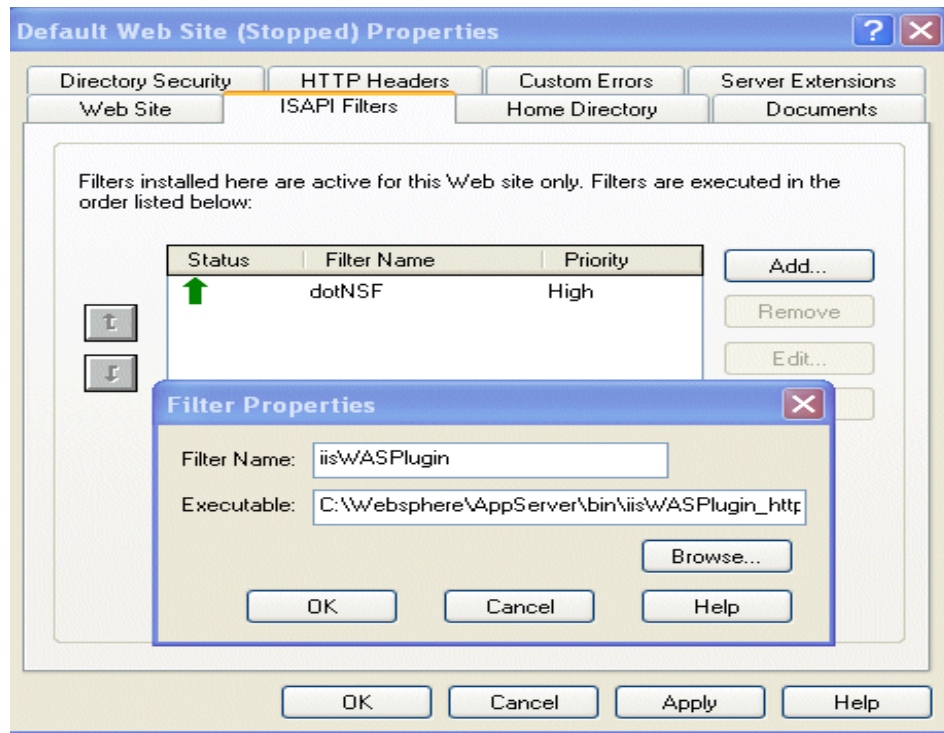 Default Web Site (Stopped) Properties
?
Directory Security HTTP Headers Custom Errors Server Extensions
Web Site ISAPI Filters Home Directory Documents
Filters installed here are active for this Web site only. Filters are executed in the
order listed below:
Status Filter Name Priority
dotNSF High
Add...
Remove
Edit...
Filter Properties
Filter Name: iisWASPlugin
Executable: C:\Websphere\AppServer\bin\iisWASPlugin_http
Browse...
OK Cancel Help
OK Cancel Apply Help